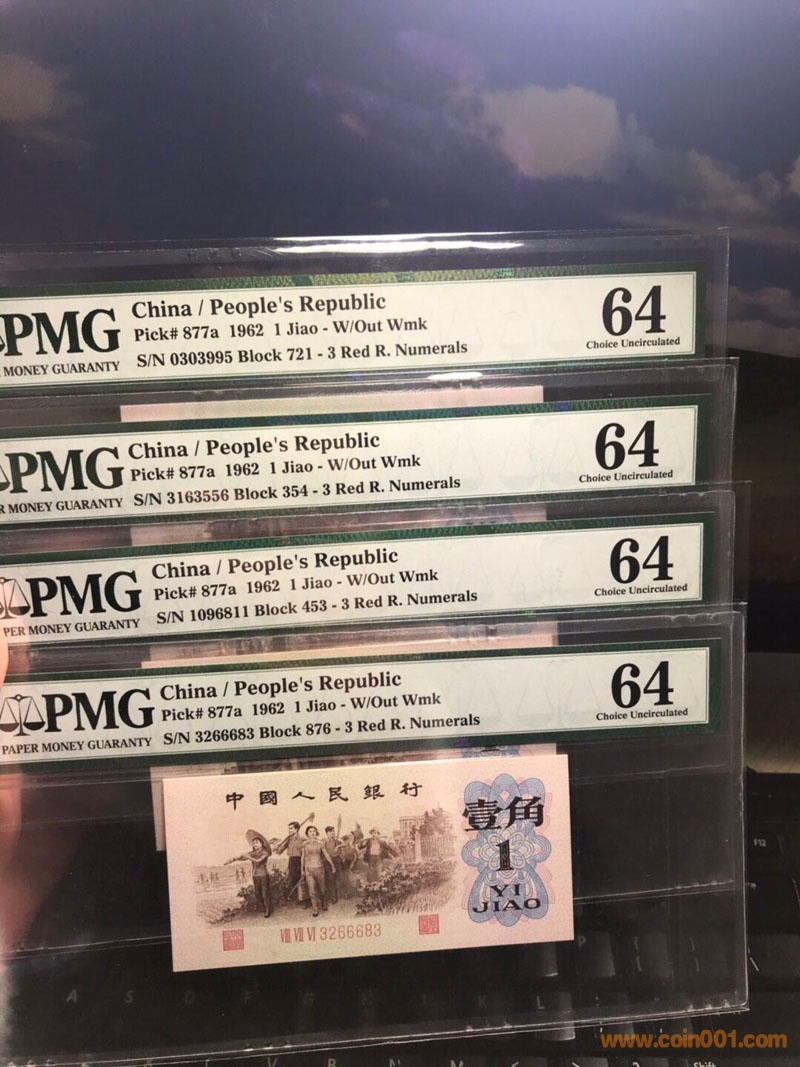 PMG
MONEY GUARANTY
China / People's Republic
Pick# 877a 1962 1 Jiao - W/Out Wmk
S/N 0303995 Block 721 - 3 Red R. Numerals
64
Choice Uncirculated
PMG
MONEY GUARANTY
China / People's Republic
Pick# 877a 1962 1 Jiao - W/Out Wmk
S/N 3163556 Block 354 - 3 Red R. Numerals
64
Choice Uncirculated
PMG
PER MONEY GUARANTY
China / People's Republic
Pick# 877a 1962 1 Jiao - W/Out Wmk
S/N 1096811 Block 453 - 3 Red R. Numerals
64
Choice Uncirculated
PMG
PAPER MONEY GUARANTY
China / People's Republic
Pick# 877a 1962 1 Jiao - W/Out Wmk
S/N 3266683 Block 876 - 3 Red R. Numerals
64
Choice Uncirculated
中國人民銀行
壹角
1
YI
JIAO
VIII VII VI 3266683
F12
A S D F G H J K L
www.coin001.com